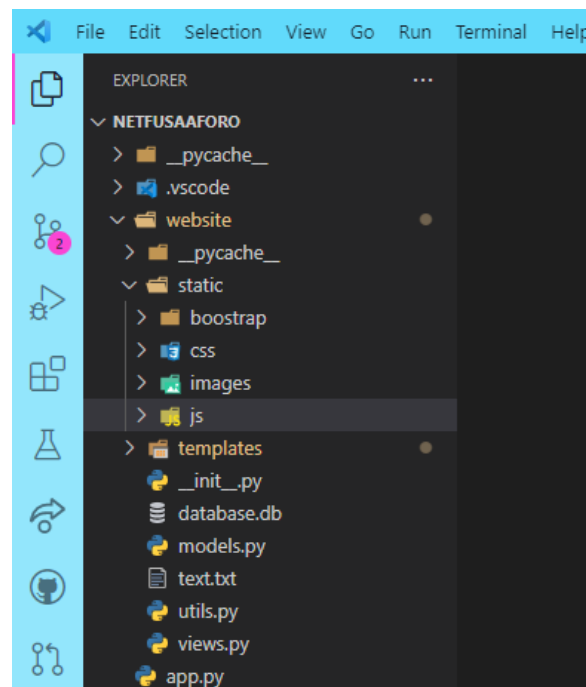 File Edit Selection View Go Run Terminal Help
EXPLORER
NETFUSAAFORO
__pycache__
.vscode
website
__pycache__
static
boostrap
css
images
js
templates
__init__.py
database.db
models.py
text.txt
utils.py
views.py
app.py
2